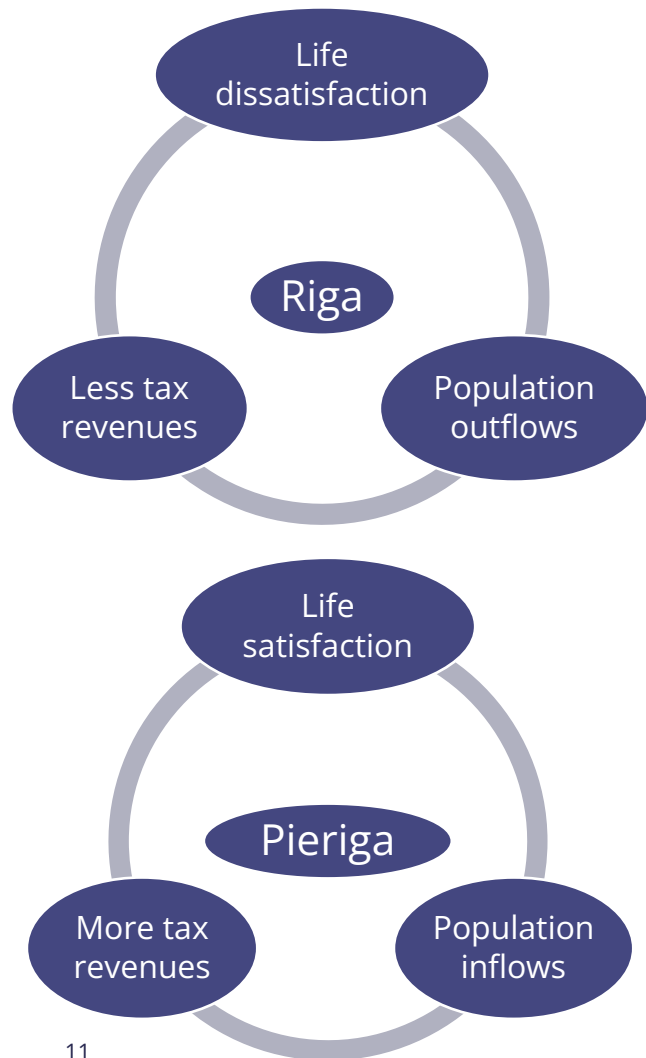 Life
dissatisfaction
Riga
Less tax
revenues
Population
outflows
Life
satisfaction
Pieriga
More tax
revenues
Population
inflows
11